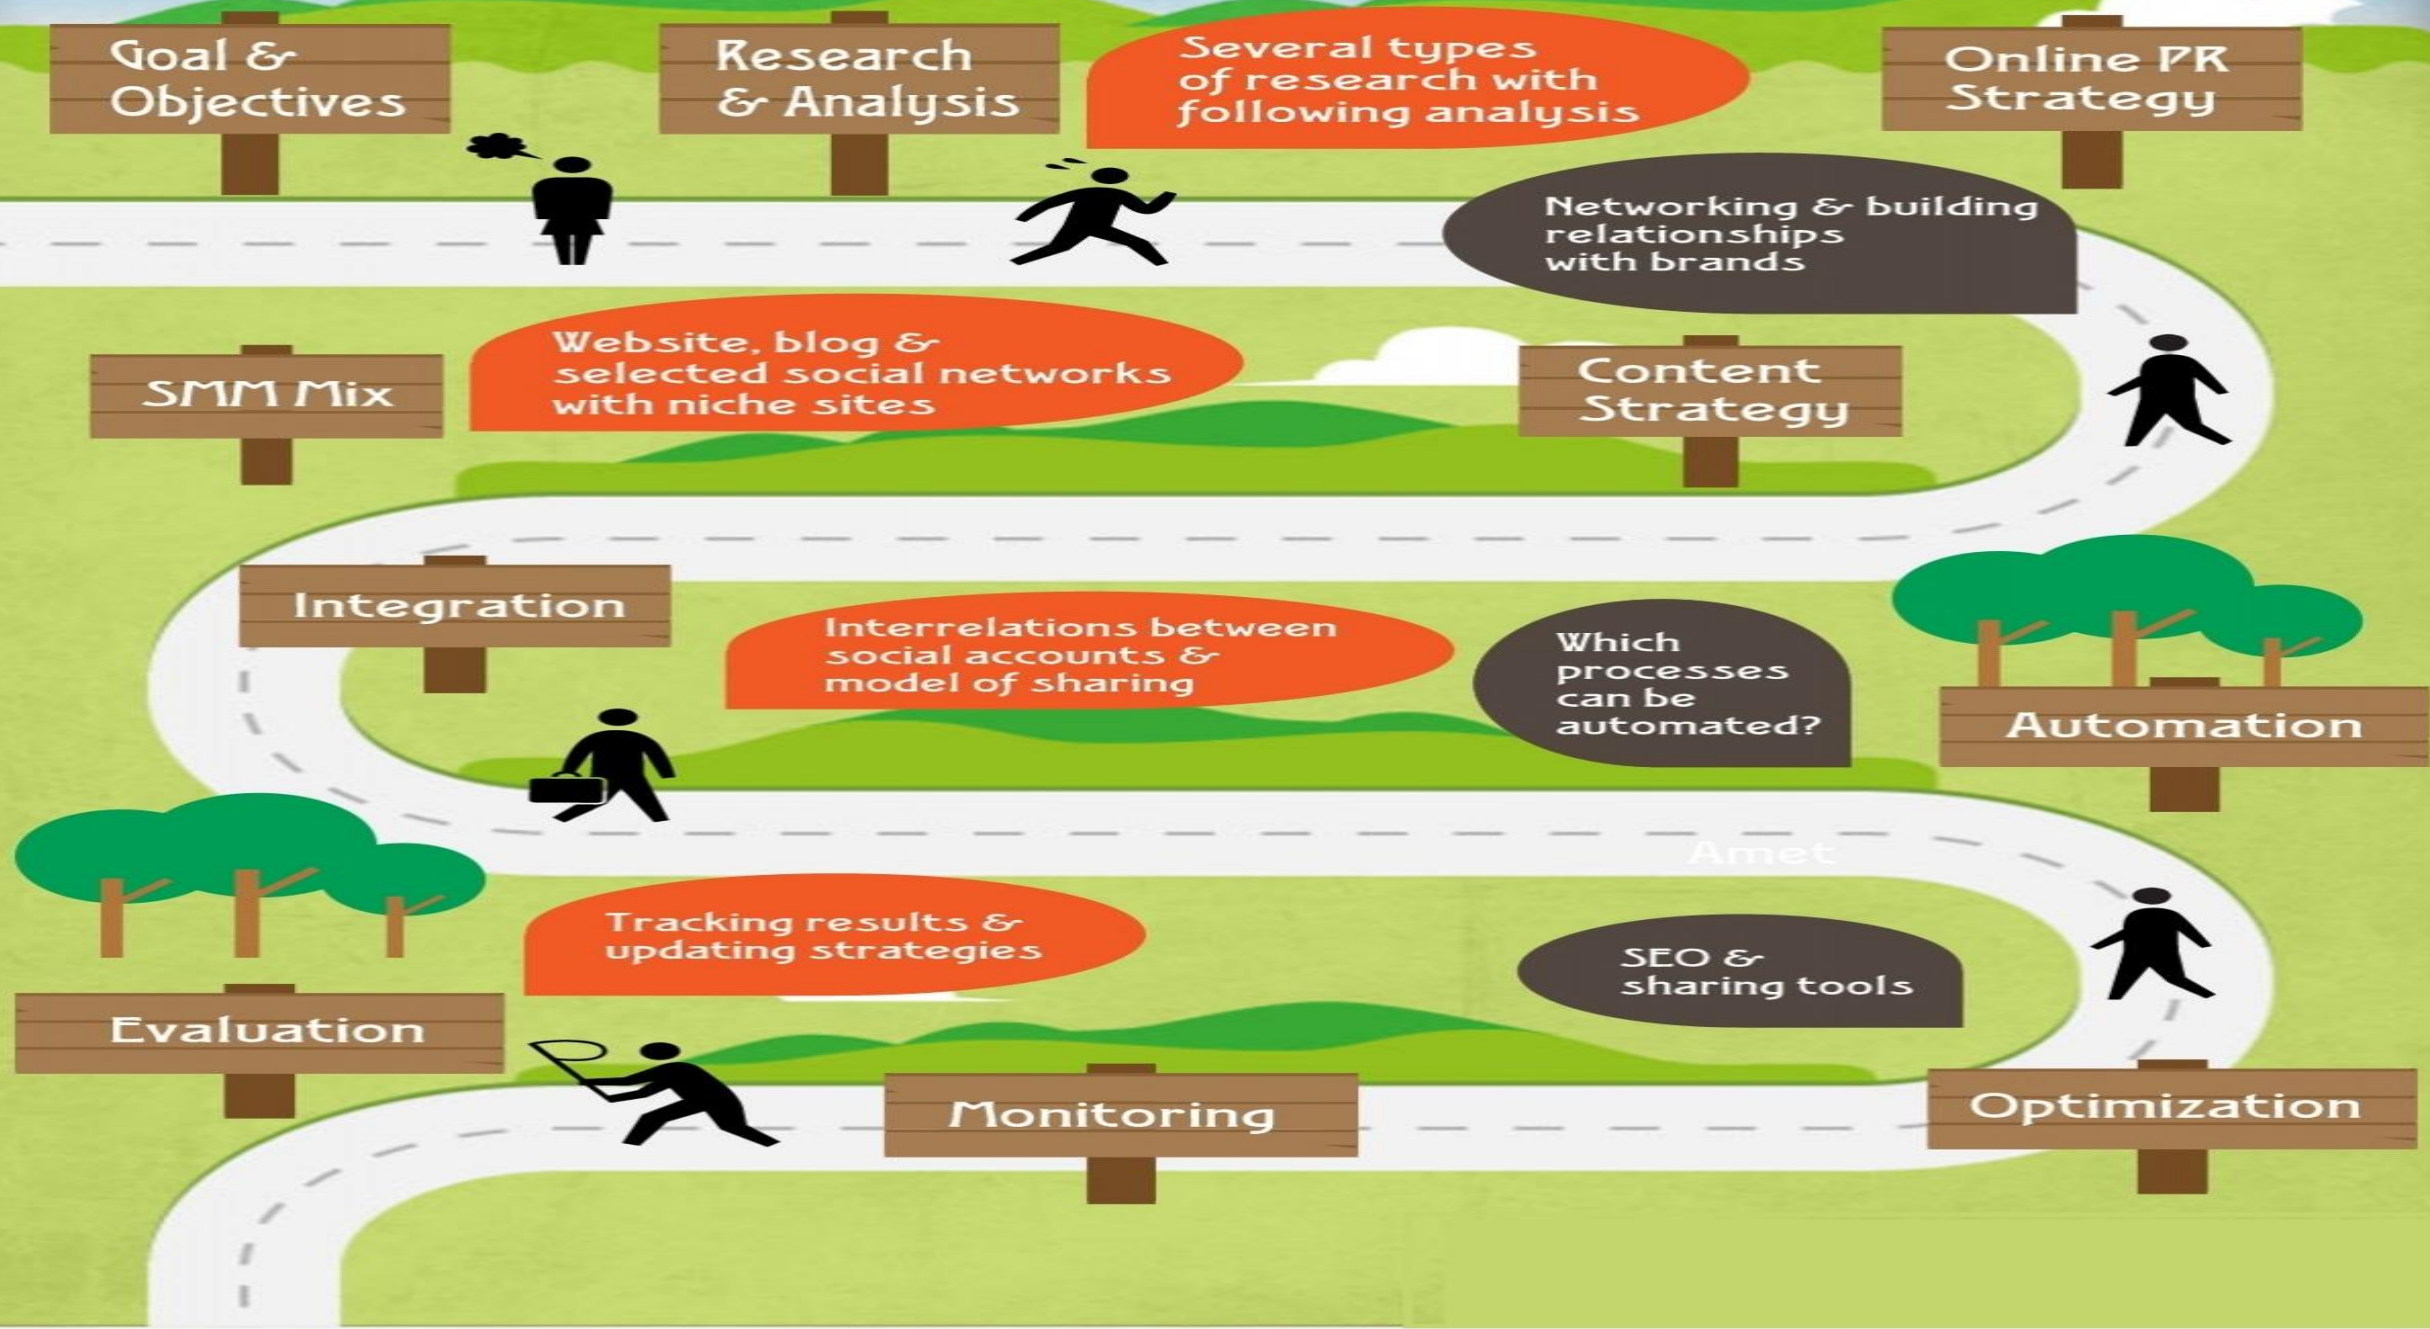 Goal &
Objectives
Research
& Analysis
Several types
of research with
following analysis
Online PR
Strategy
Networking & building
relationships
with brands
SMM Mix
Website, blog &
selected social networks
with niche sites
Content
Strategy
Integration
Interrelations between
social accounts &
model of sharing
Which
processes
can be
automated?
Automation
Amet
Tracking results &
updating strategies
SEO &
sharing tools
Evaluation
Monitoring
Optimization